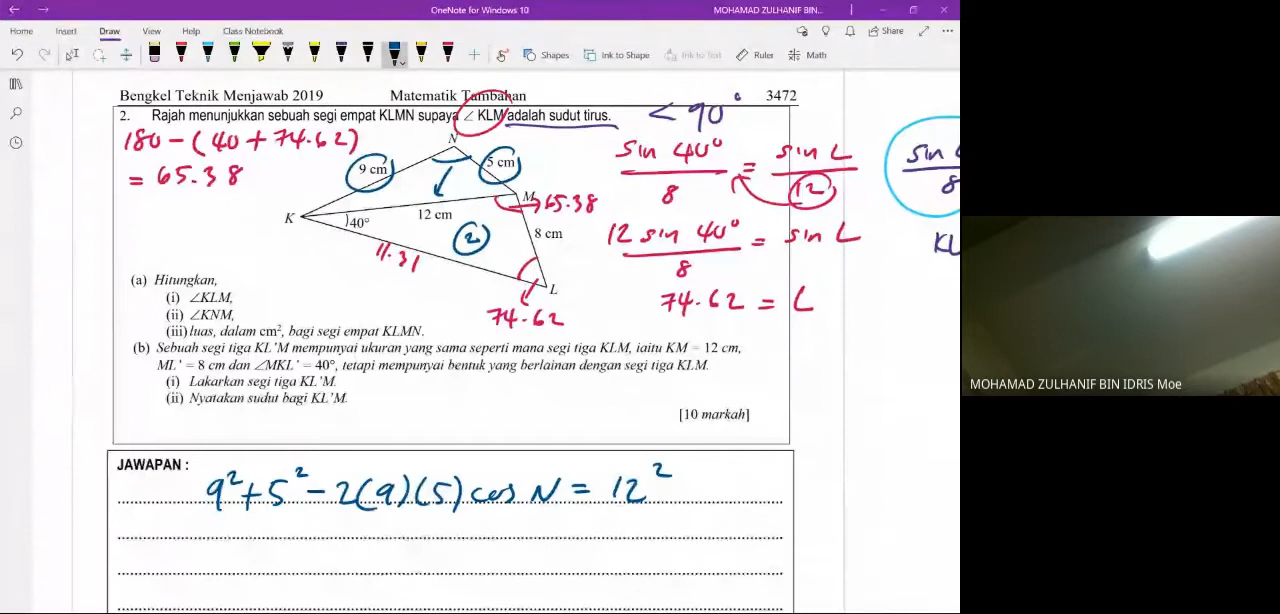 OneNote for Windows 10
MOHAMAD ZULHANIF BIN...
Home Insert Draw View Help Class Notebook
Share
Shapes Ink to Shape Ink to Text Ruler Math
Bengkel Teknik Menjawab 2019 Matematik Tambahan 3472
2. Rajah menunjukkan sebuah segi empat KLMN supaya ∠ KLM adalah sudut tirus.
< 90°
180 - (40 + 74.62)
= 65.38
N
9 cm
5 cm
M
65.38
K
40°
12 cm
8 cm
2
11.31
L
74.62
sin 40° / 8 = sin L / 12
12 sin 40° / 8 = sin L
74.62 = L
sin
8
KL
(a) Hitungkan,
(i) ∠KLM,
(ii) ∠KNM,
(iii) luas, dalam cm², bagi segi empat KLMN.
(b) Sebuah segi tiga KL'M mempunyai ukuran yang sama seperti mana segi tiga KLM, iaitu KM = 12 cm,
ML' = 8 cm dan ∠MKL' = 40°, tetapi mempunyai bentuk yang berlainan dengan segi tiga KLM.
(i) Lakarkan segi tiga KL'M.
(ii) Nyatakan sudut bagi KL'M.
[10 markah]
JAWAPAN :
9² + 5² - 2(9)(5) cos N = 12²
MOHAMAD ZULHANIF BIN IDRIS Moe